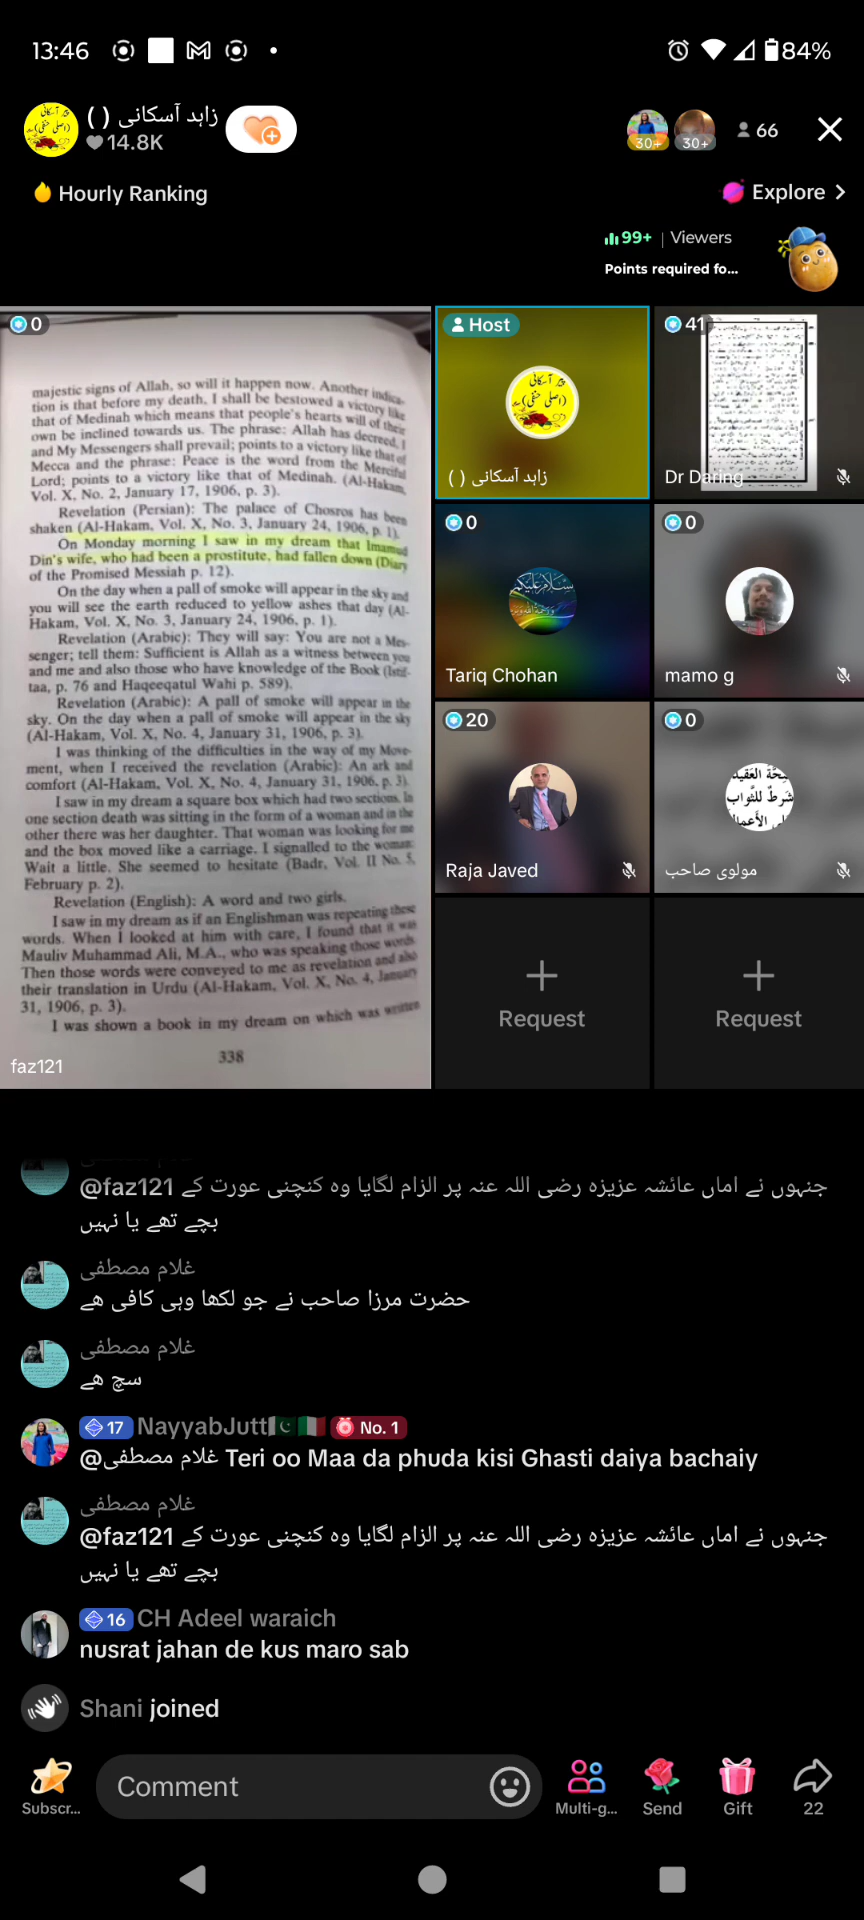 13:46
84%
زاہد آسکانی ( )
14.8K
30+
30+
66
Hourly Ranking
Explore
99+ | Viewers
Points required fo...
0
majestic signs of Allah, so will it happen now. Another indica-
tion is that before my death, I shall be bestowed a victory like
that of Medinah which means that people's hearts will of their
own be inclined towards us. The phrase: Allah has decreed, I
and My Messengers shall prevail; points to a victory like that of
Mecca and the phrase: Peace is the word from the Merciful
Lord; points to a victory like that of Medinah. (Al-Hakam,
Vol. X, No. 2, January 17, 1906, p. 3).
Revelation (Persian): The palace of Chosros has been
shaken (Al-Hakam, Vol. X, No. 3, January 24, 1906, p. 1).
On Monday morning I saw in my dream that Imamud
Din's wife, who had been a prostitute, had fallen down (Diary
of the Promised Messiah p. 12).
On the day when a pall of smoke will appear in the sky and
you will see the earth reduced to yellow ashes that day (Al-
Hakam, Vol. X, No. 3, January 24, 1906, p. 1).
Revelation (Arabic): They will say: You are not a Mes-
senger; tell them: Sufficient is Allah as a witness between you
and me and also those who have knowledge of the Book (Istif-
taa, p. 76 and Haqeeqatul Wahi p. 589).
Revelation (Arabic): A pall of smoke will appear in the
sky. On the day when a pall of smoke will appear in the sky
(Al-Hakam, Vol. X, No. 4, January 31, 1906, p. 3).
I was thinking of the difficulties in the way of my Move-
ment, when I received the revelation (Arabic): An ark and
comfort (Al-Hakam, Vol. X, No. 4, January 31, 1906, p. 3).
I saw in my dream a square box which had two sections. In
one section death was sitting in the form of a woman and in the
other there was her daughter. That woman was looking for me
and the box moved like a carriage. I signalled to the woman:
Wait a little. She seemed to hesitate (Badr, Vol. II No. 5,
February p. 2).
Revelation (English): A word and two girls.
I saw in my dream as if an Englishman was repeating these
words. When I looked at him with care, I found that it was
Mauliv Muhammad Ali, M.A., who was speaking those words.
Then those words were conveyed to me as revelation and also
their translation in Urdu (Al-Hakam, Vol. X, No. 4, January
31, 1906, p. 3).
I was shown a book in my dream on which was written
338
faz121
Host
پیر آسکانی
(اصلی حنفی)
زاہد آسکانی ( )
41
Dr Daring
0
Tariq Chohan
0
mamo g
20
Raja Javed
0
شرط للثواب
مولوی صاحب
Request
Request
@faz121 جنہوں نے اماں عائشہ عزیزہ رضی اللہ عنہ پر الزام لگایا وہ کنچنی عورت کے
بچے تھے یا نہیں
غلام مصطفی
حضرت مرزا صاحب نے جو لکھا وہی کافی ھے
غلام مصطفی
سچ ھے
17 NayyabJutt No. 1
@غلام مصطفی Teri oo Maa da phuda kisi Ghasti daiya bachaiy
غلام مصطفی
@faz121 جنہوں نے اماں عائشہ عزیزہ رضی اللہ عنہ پر الزام لگایا وہ کنچنی عورت کے
بچے تھے یا نہیں
16 CH Adeel waraich
nusrat jahan de kus maro sab
Shani joined
Comment
Subscr...
Multi-g...
Send
Gift
22